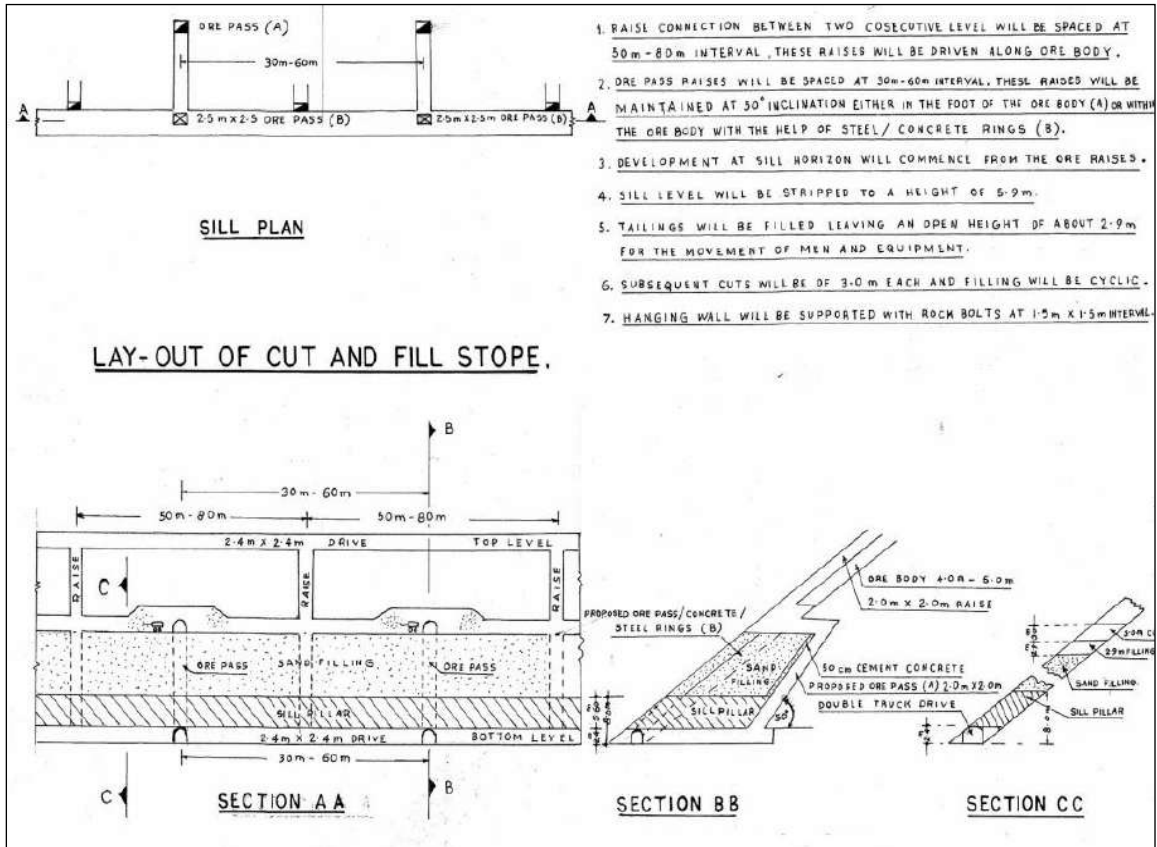 ORE PASS (A)
30m-60m
A
A
2.5m X 2.5 ORE PASS (B)
2.5m X 2.5m ORE PASS (B)
SILL PLAN
1. RAISE CONNECTION BETWEEN TWO COSECUTIVE LEVEL WILL BE SPACED AT
50m-80m INTERVAL, THESE RAISES WILL BE DRIVEN ALONG ORE BODY.
2. ORE PASS RAISES WILL BE SPACED AT 30m-60m INTERVAL. THESE RAISES WILL BE
MAINTAINED AT 50° INCLINATION EITHER IN THE FOOT OF THE ORE BODY (A) OR WITHIN
THE ORE BODY WITH THE HELP OF STEEL/ CONCRETE RINGS (B).
3. DEVELOPMENT AT SILL HORIZON WILL COMMENCE FROM THE ORE RAISES.
4. SILL LEVEL WILL BE STRIPPED TO A HEIGHT OF 5.9m.
5. TAILINGS WILL BE FILLED LEAVING AN OPEN HEIGHT OF ABOUT 2.9m
FOR THE MOVEMENT OF MEN AND EQUIPMENT.
6. SUBSEQUENT CUTS WILL BE OF 3.0m EACH AND FILLING WILL BE CYCLIC.
7. HANGING WALL WILL BE SUPPORTED WITH ROCK BOLTS AT 1.5m X 1.5m INTERVAL.
LAY-OUT OF CUT AND FILL STOPE.
B
30m-60m
50m-80m
50m-80m
2.4m X 2.4m DRIVE TOP LEVEL
RAISE
RAISE
RAISE
C
ORE PASS
SAND FILLING
ORE PASS
SILL PILLAR
2.4m X 2.4m DRIVE BOTTOM LEVEL
30m-60m
C
B
SECTION AA
ORE BODY 4.0m-6.0m
2.0m X 2.0m RAISE
PROPOSED ORE PASS/CONCRETE/
STEEL RINGS (B)
SAND
FILLING
50 cm CEMENT CONCRETE
PROPOSED ORE PASS (A) 2.0m X 2.0m
DOUBLE TRUCK DRIVE
SILL PILLAR
50°
SECTION BB
SAND FILLING
SILL PILLAR
8.0m
SECTION CC